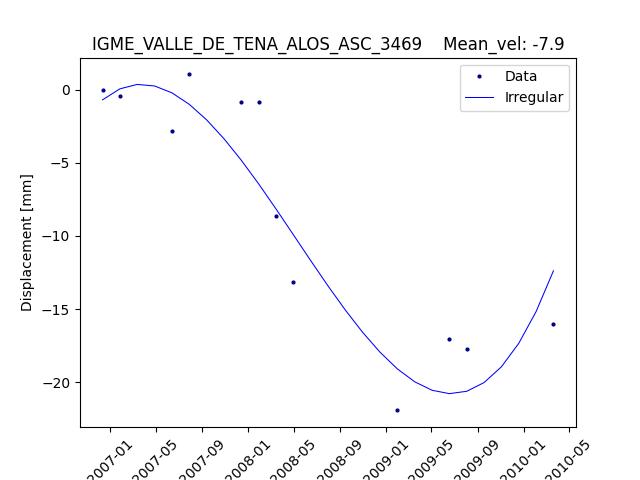 IGME_VALLE_DE_TENA_ALOS_ASC_3469    Mean_vel: -7.9
Data
Irregular
Displacement [mm]
0
−5
−10
−15
−20
2007-01 2007-05 2007-09 2008-01 2008-05 2008-09 2009-01 2009-05 2009-09 2010-01 2010-05